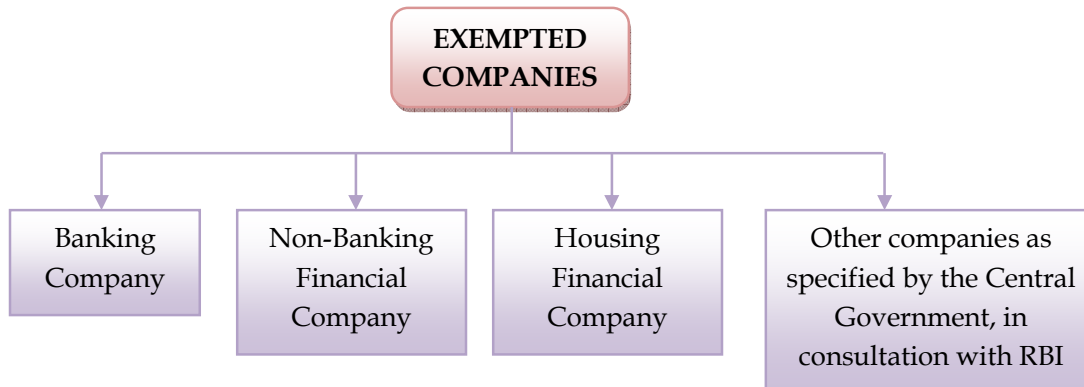 EXEMPTED
COMPANIES
Banking
Company
Non-Banking
Financial
Company
Housing
Financial
Company
Other companies as
specified by the Central
Government, in
consultation with RBI